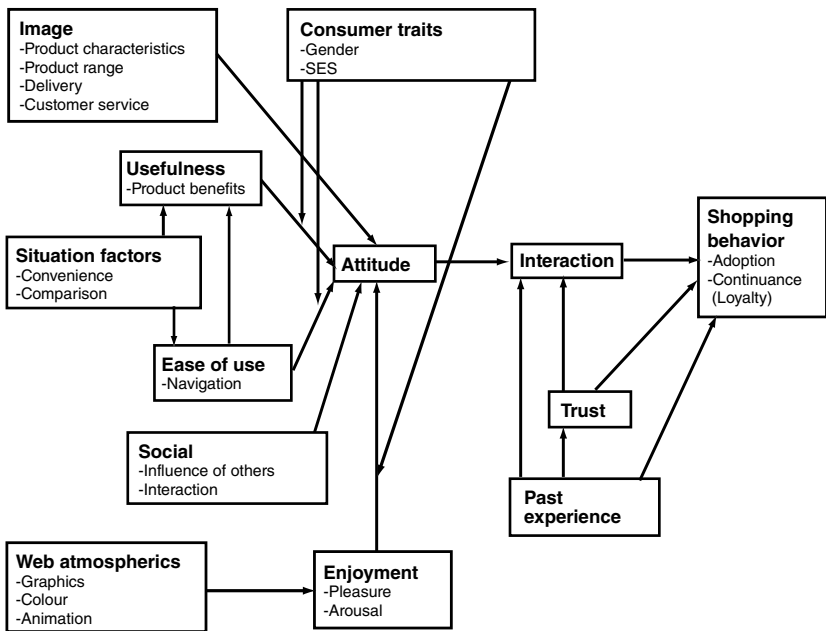 Image
-Product characteristics
-Product range
-Delivery
-Customer service
Consumer traits
-Gender
-SES
Usefulness
-Product benefits
Situation factors
-Convenience
-Comparison
Attitude
Interaction
Shopping
behavior
-Adoption
-Continuance
(Loyalty)
Ease of use
-Navigation
Trust
Social
-Influence of others
-Interaction
Past
experience
Web atmospherics
-Graphics
-Colour
-Animation
Enjoyment
-Pleasure
-Arousal